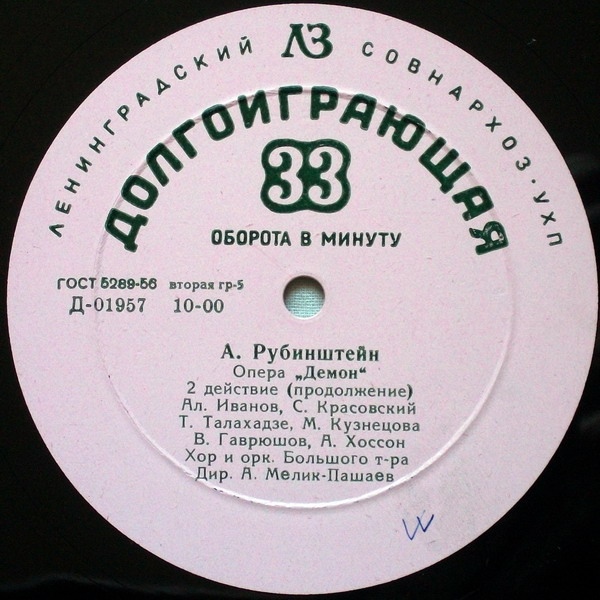 ЛЕНИНГРАДСКИЙ ЛЗ СОВНАРХОЗ·УХП
ДОЛГОИГРАЮЩАЯ
33
ОБОРОТА В МИНУТУ
ГОСТ 5289-56 вторая гр-5
Д-01957 10-00
А. Рубинштейн
Опера „Демон“
2 действие (продолжение)
Ал. Иванов, С. Красовский
Т. Талахадзе, М. Кузнецова
В. Гаврюшов, А. Хоссон
Хор и орк. Большого т-ра
Дир. А. Мелик-Пашаев